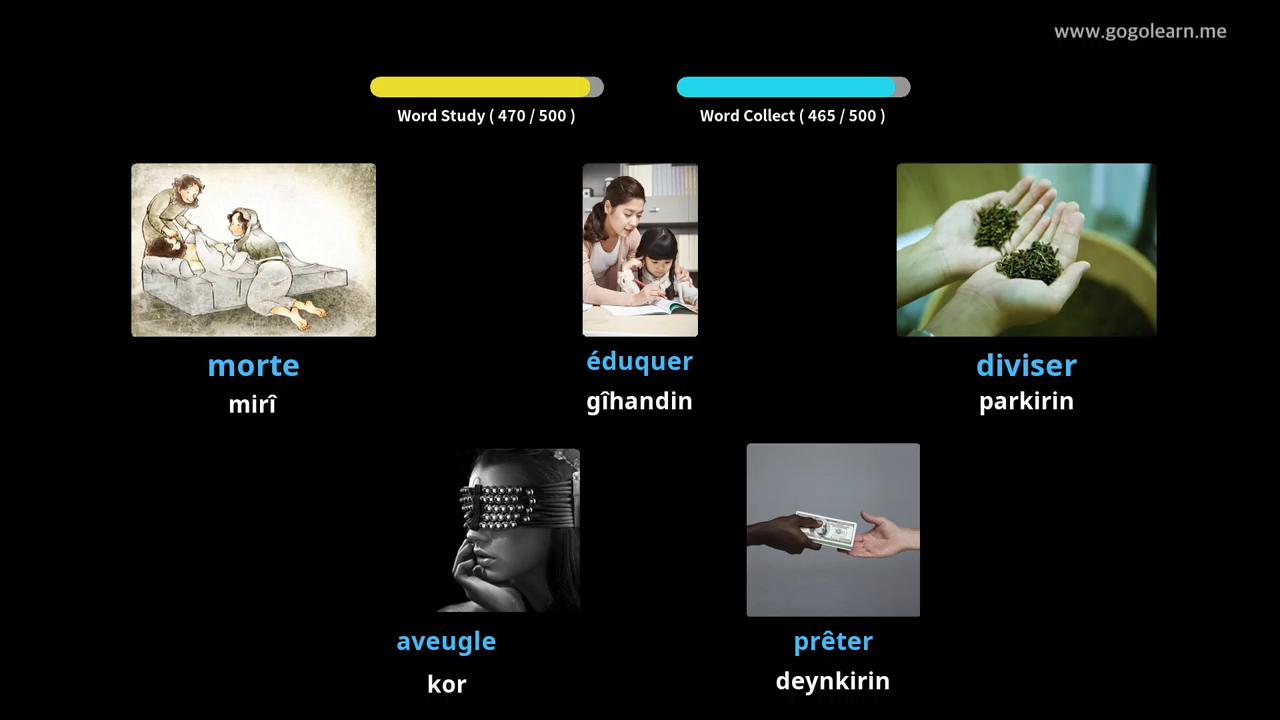 www.gogolearn.me
Word Study ( 470 / 500 )
Word Collect ( 465 / 500 )
morte
mirî
éduquer
gîhandin
diviser
parkirin
aveugle
kor
prêter
deynkirin